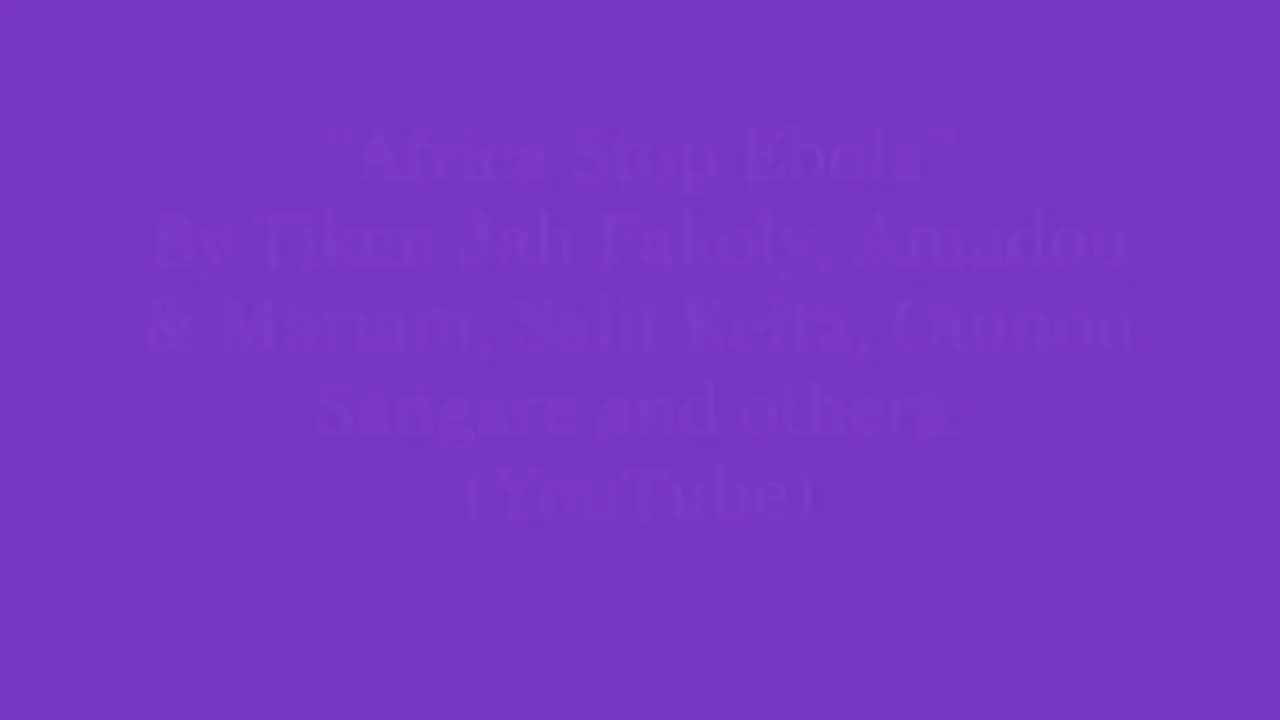 "Africa Stop Ebola"
By Tiken Jah Fakoly, Amadou
& Mariam, Salif Keita, Oumou
Sangare and others.
(YouTube)